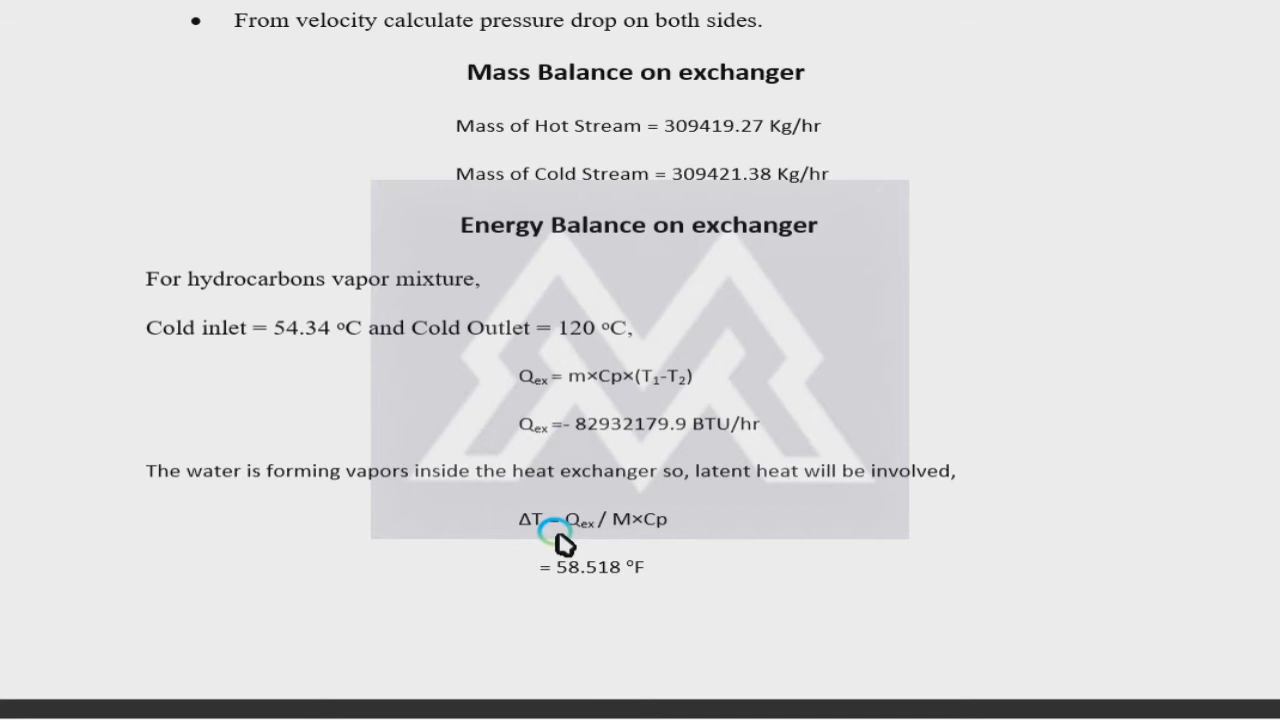 • From velocity calculate pressure drop on both sides.
Mass Balance on exchanger
Mass of Hot Stream = 309419.27 Kg/hr
Mass of Cold Stream = 309421.38 Kg/hr
Energy Balance on exchanger
For hydrocarbons vapor mixture,
Cold inlet = 54.34 ºC and Cold Outlet = 120 ºC,
Qex = m×Cp×(T1-T2)
Qex =- 82932179.9 BTU/hr
The water is forming vapors inside the heat exchanger so, latent heat will be involved,
ΔT = Qex / M×Cp
= 58.518 °F